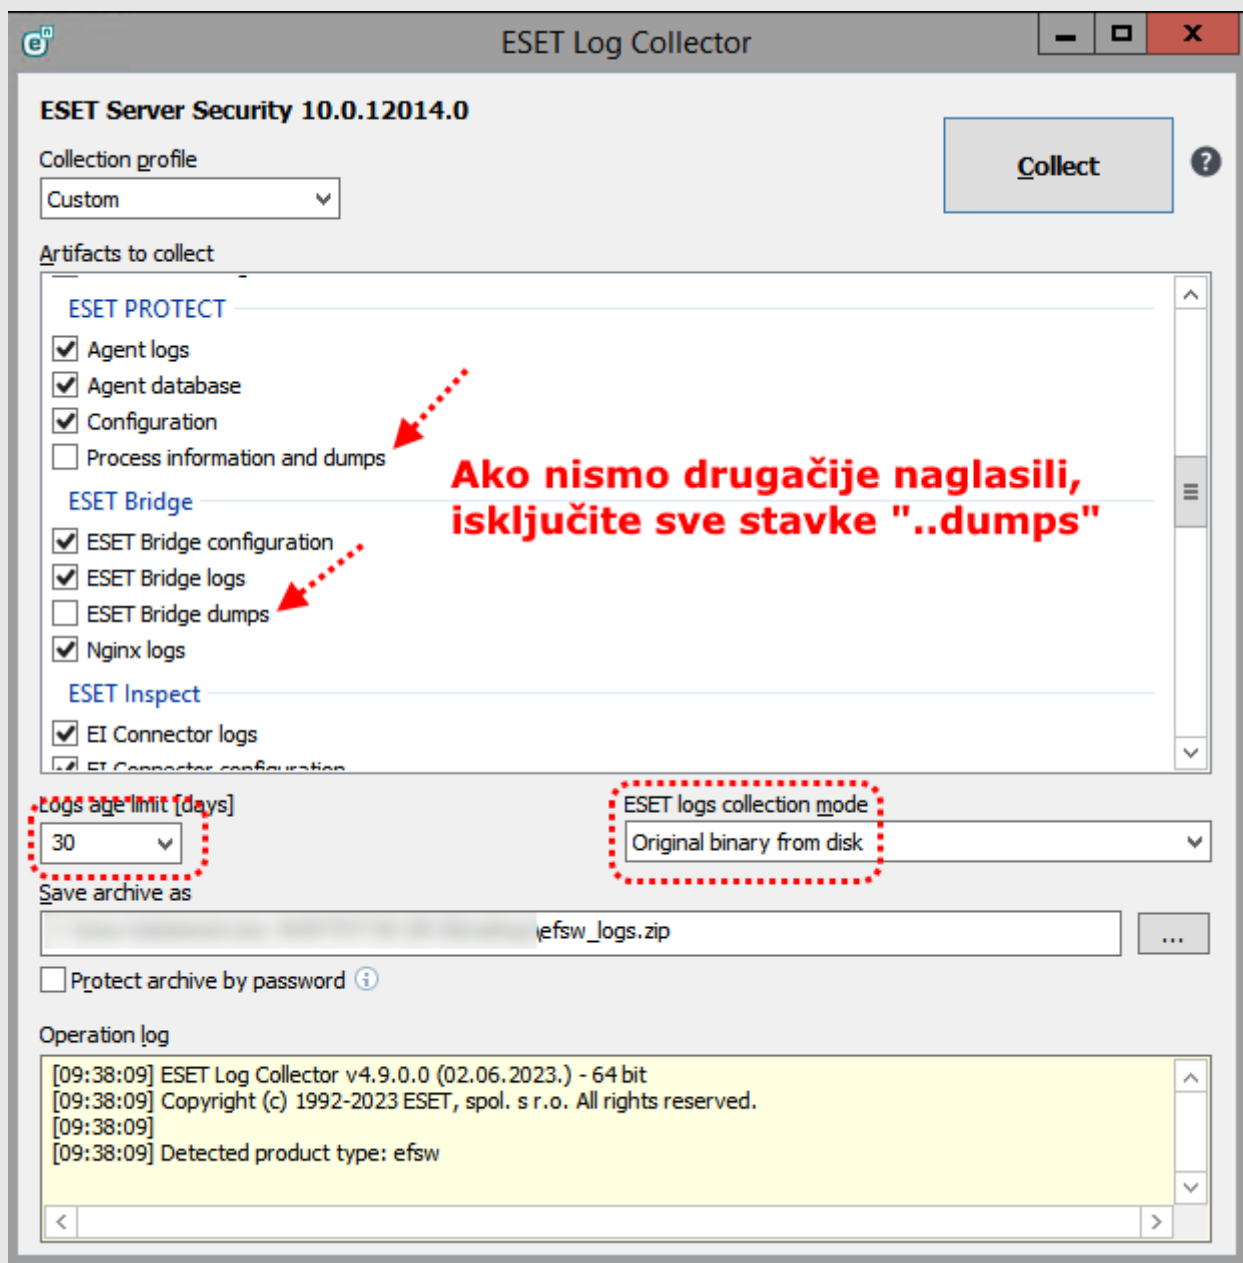 ESET Log Collector
ESET Server Security 10.0.12014.0
Collection profile
Collect
Custom
Artifacts to collect
ESET PROTECT
Agent logs
Agent database
Configuration
Process information and dumps
Ako nismo drugačije naglasili,
isključite sve stavke "..dumps"
ESET Bridge
ESET Bridge configuration
ESET Bridge logs
ESET Bridge dumps
Nginx logs
ESET Inspect
EI Connector logs
EI Connector configuration
Logs age limit [days]
ESET logs collection mode
30
Original binary from disk
Save archive as
\efsw_logs.zip
...
Protect archive by password
Operation log
[09:38:09] ESET Log Collector v4.9.0.0 (02.06.2023.) - 64 bit
[09:38:09] Copyright (c) 1992-2023 ESET, spol. s r.o. All rights reserved.
[09:38:09]
[09:38:09] Detected product type: efsw